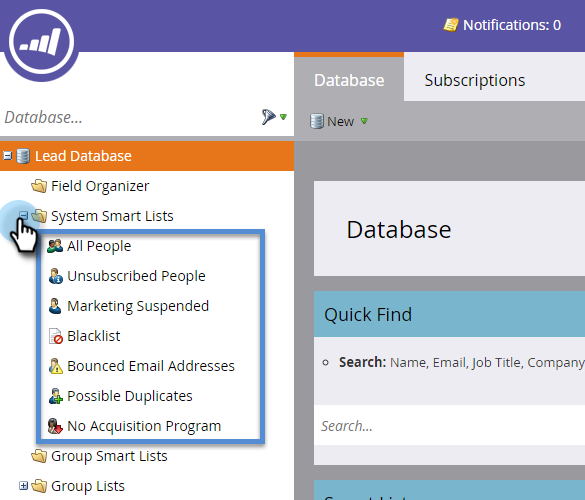 Notifications: 0
Database
Subscriptions
Database...
New
Lead Database
Field Organizer
System Smart Lists
All People
Unsubscribed People
Marketing Suspended
Blacklist
Bounced Email Addresses
Possible Duplicates
No Acquisition Program
Group Smart Lists
Group Lists
Database
Quick Find
Search: Name, Email, Job Title, Company
Search...